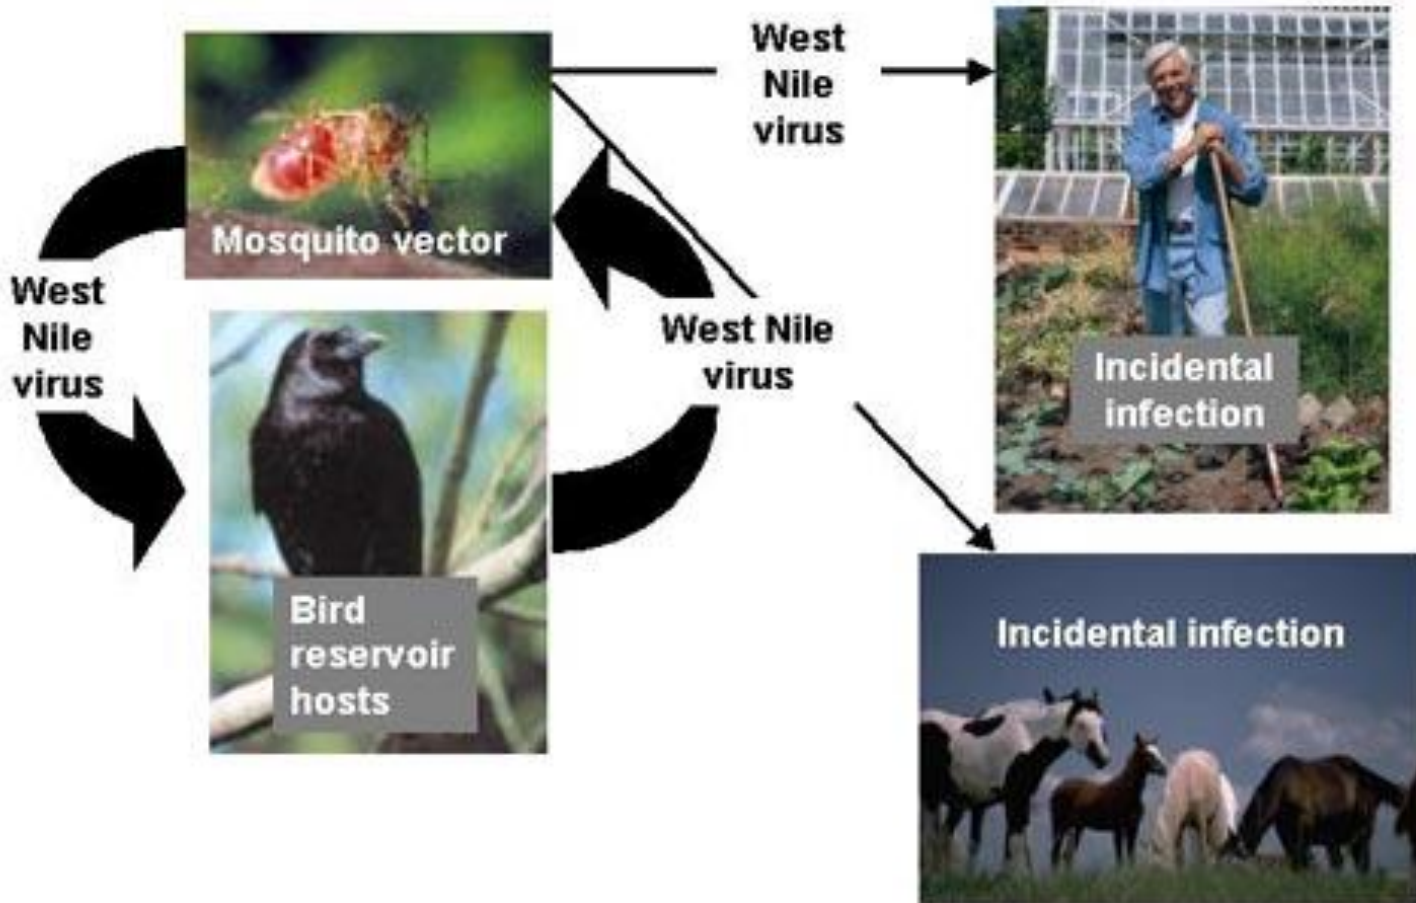 West
Nile
virus
Mosquito vector
West
Nile
virus
West Nile
virus
Bird
reservoir
hosts
Incidental
infection
Incidental infection